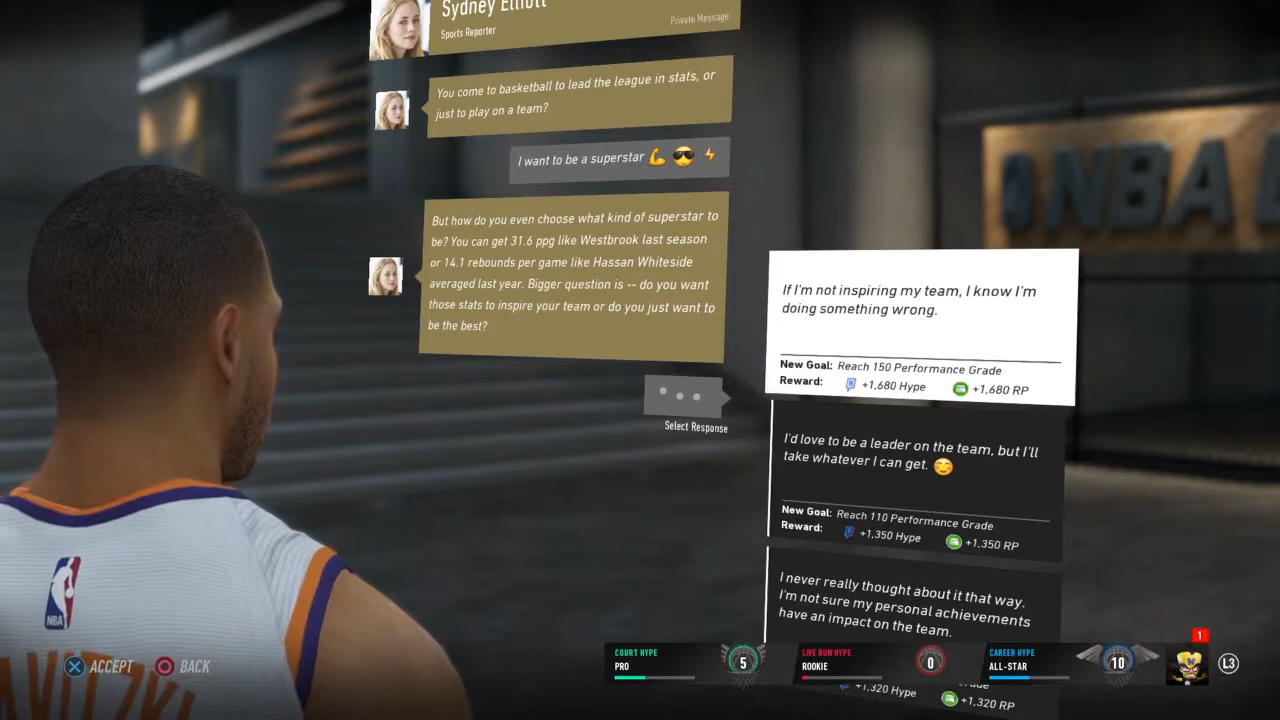 Sydney Elliott
Sports Reporter
Private Message
You come to basketball to lead the league in stats, or
just to play on a team?
I want to be a superstar 💪 😎 ⚡
But how do you even choose what kind of superstar to
be? You can get 31.6 ppg like Westbrook last season
or 14.1 rebounds per game like Hassan Whiteside
averaged last year. Bigger question is -- do you want
those stats to inspire your team or do you just want to
be the best?
Select Response
If I'm not inspiring my team, I know I'm
doing something wrong.
New Goal: Reach 150 Performance Grade
Reward: +1,680 Hype +1,680 RP
I'd love to be a leader on the team, but I'll
take whatever I can get. ☺️
New Goal: Reach 110 Performance Grade
Reward: +1,350 Hype +1,350 RP
I never really thought about it that way.
I'm not sure my personal achievements
have an impact on the team.
+1,320 Hype +1,320 RP
NBA
NBA
ACCEPT BACK
COURT HYPE
PRO
5
LIVE RUN HYPE
ROOKIE
0
CAREER HYPE
ALL-STAR
10
1
L3